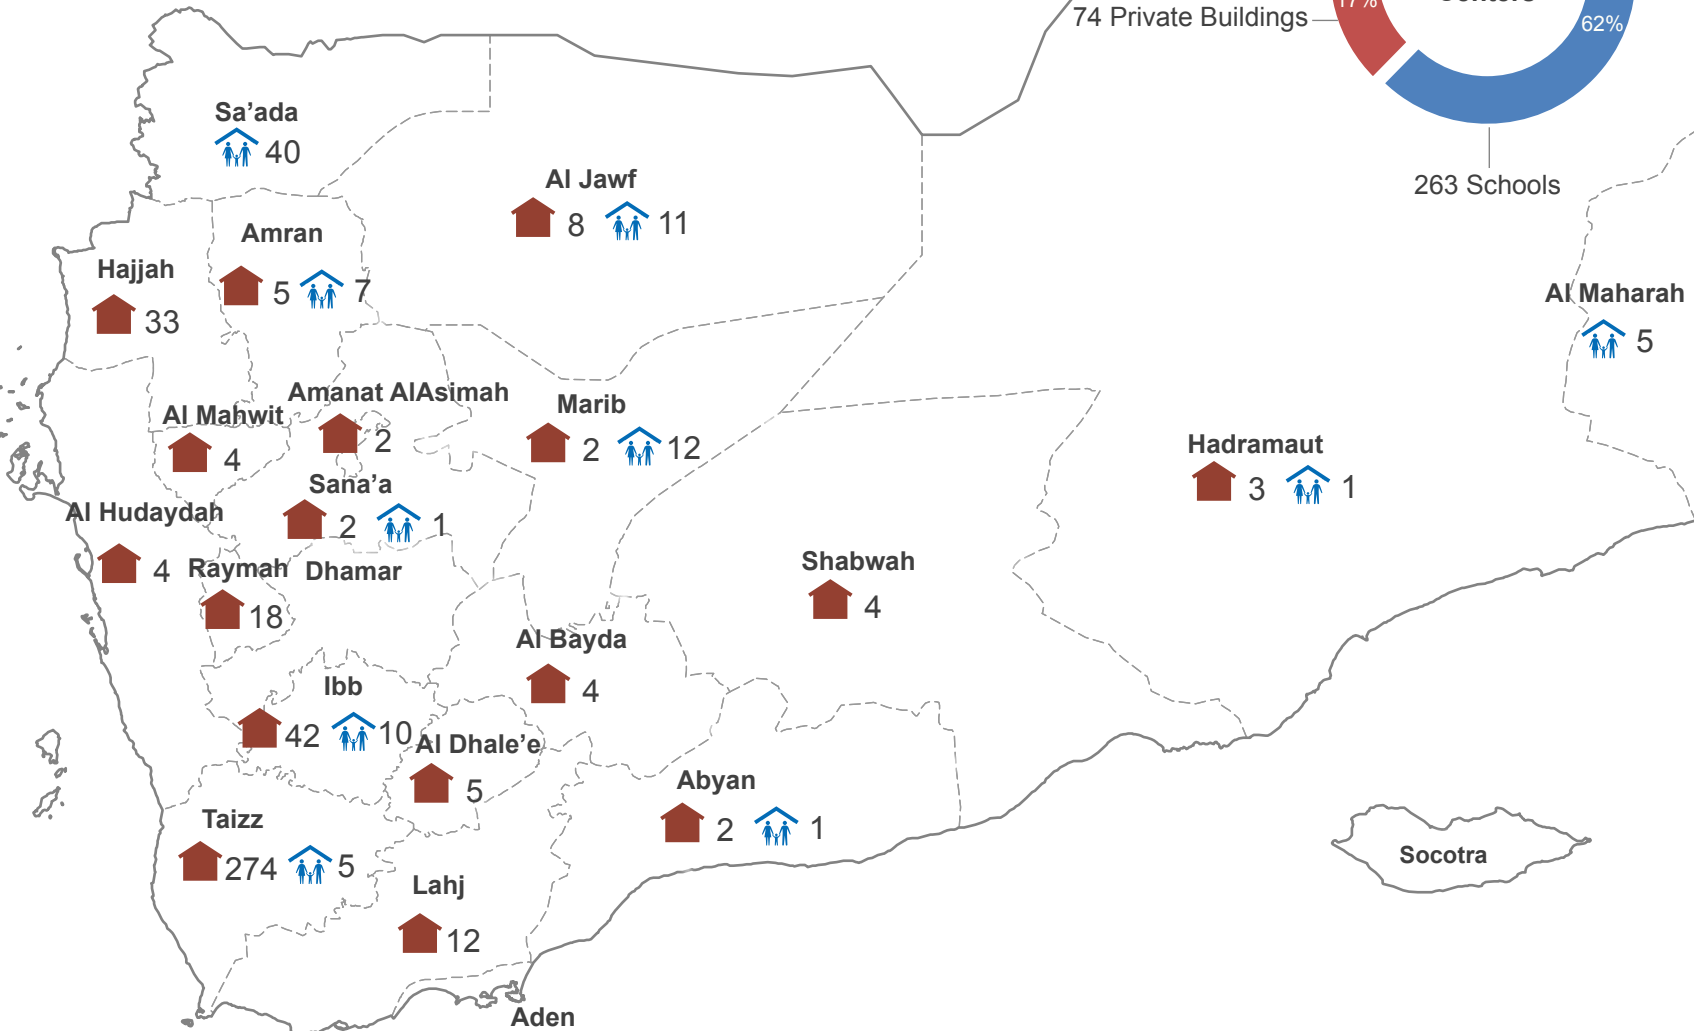 74 Private Buildings
17%
Centers
62%
263 Schools
Sa’ada
40
Al Jawf
8 11
Amran
5 7
Hajjah
33
Al Maharah
5
Amanat AlAsimah
2
Al Mahwit
4
Marib
2 12
Hadramaut
3 1
Sana’a
2 1
Al Hudaydah
4
Raymah
18
Dhamar
Shabwah
4
Al Bayda
4
Ibb
42 10
Al Dhale’e
5
Abyan
2 1
Taizz
274 5
Lahj
12
Socotra
Aden